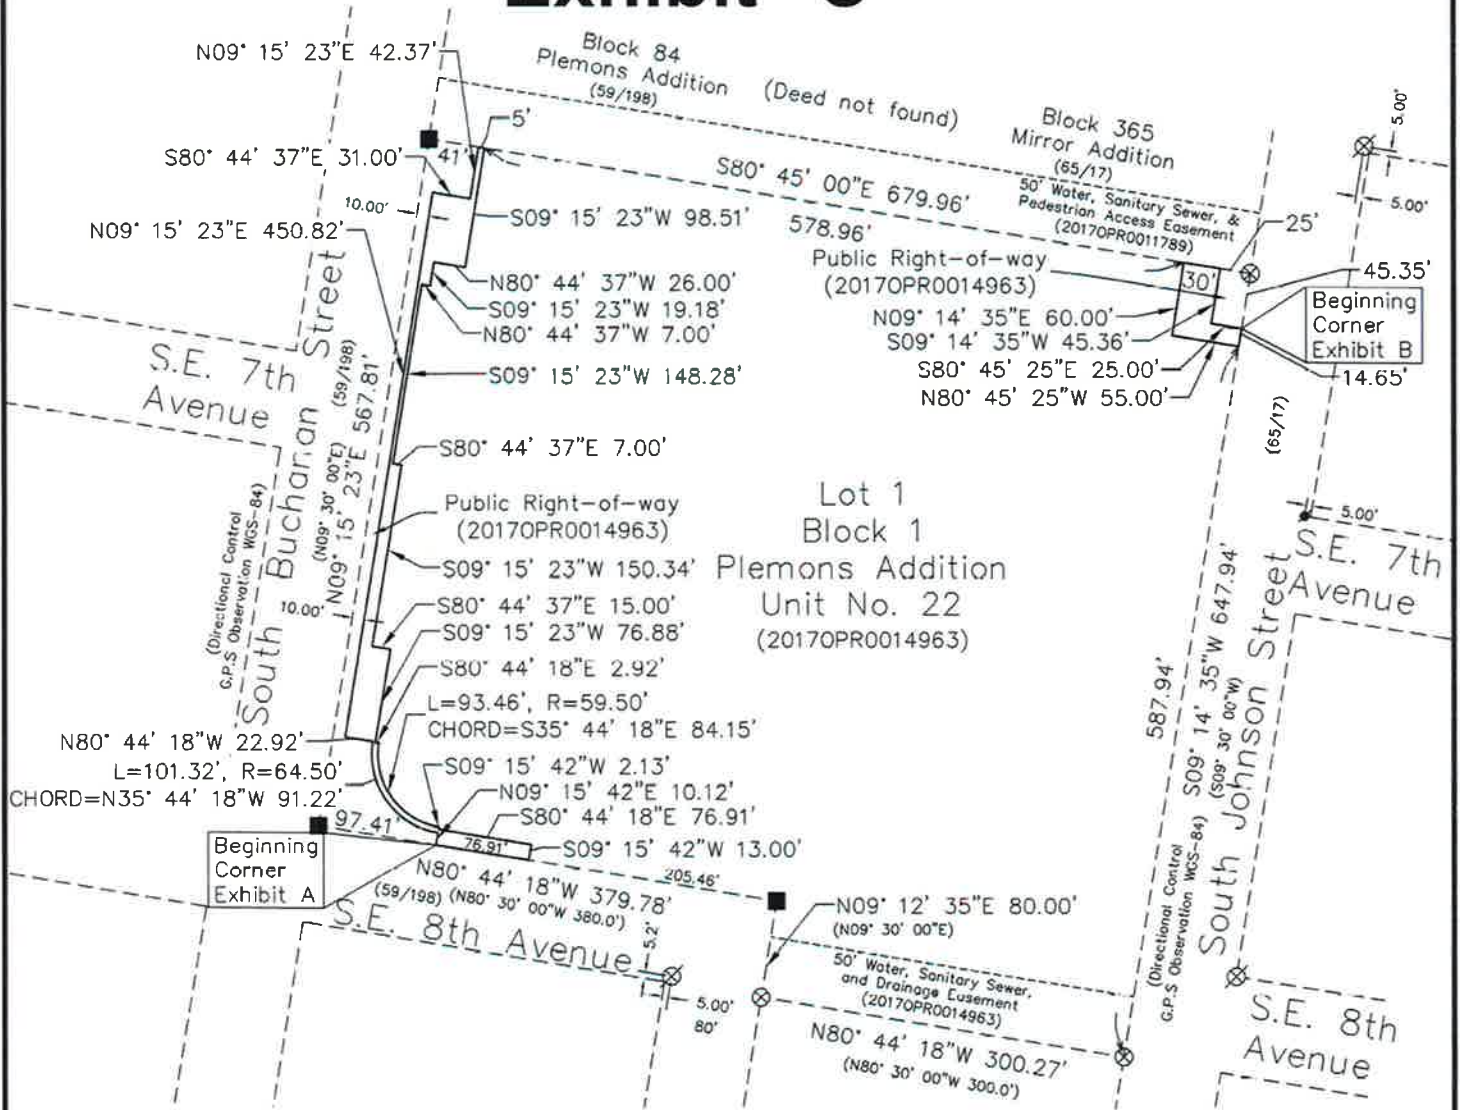 Exhibit "C"
N09° 15' 23"E 42.37'
Block 84
Plemons Addition
(59/198)
(Deed not found)
5'
Block 365
Mirror Addition
(65/17)
5.00'
S80° 44' 37"E 31.00'
41'
S80° 45' 00"E 679.96'
50' Water, Sanitary Sewer, &
Pedestrian Access Easement
(2017OPR0011789)
5.00'
10.00'
N09° 15' 23"E 450.82'
S09° 15' 23"W 98.51'
578.96'
25'
Public Right-of-way
(2017OPR0014963)
30'
45.35'
N80° 44' 37"W 26.00'
S09° 15' 23"W 19.18'
N80° 44' 37"W 7.00'
N09° 14' 35"E 60.00'
S09° 14' 35"W 45.36'
S80° 45' 25"E 25.00'
N80° 45' 25"W 55.00'
Beginning
Corner
Exhibit B
14.65'
S.E. 7th
Avenue
S09° 15' 23"W 148.28'
(65/17)
South Buchanan Street
(59/198)
N09° 15' 23"E 567.81'
(N09° 30' 00"E)
(Directional Control
G.P.S Observation WGS-84)
S80° 44' 37"E 7.00'
Public Right-of-way
(2017OPR0014963)
Lot 1
Block 1
Plemons Addition
Unit No. 22
(2017OPR0014963)
5.00'
S.E. 7th
Avenue
S09° 15' 23"W 150.34'
10.00'
S80° 44' 37"E 15.00'
S09° 15' 23"W 76.88'
S80° 44' 18"E 2.92'
L=93.46', R=59.50'
CHORD=S35° 44' 18"E 84.15'
587.94'
S09° 14' 35"W 647.94'
(S09° 30' 00"W)
South Johnson Street
(Directional Control
G.P.S Observation WGS-84)
N80° 44' 18"W 22.92'
L=101.32', R=64.50'
CHORD=N35° 44' 18"W 91.22'
S09° 15' 42"W 2.13'
N09° 15' 42"E 10.12'
S80° 44' 18"E 76.91'
97.41'
76.91'
S09° 15' 42"W 13.00'
Beginning
Corner
Exhibit A
N80° 44' 18"W 379.78'
205.46'
(59/198) (N80° 30' 00"W 380.0')
S.E. 8th Avenue
5.2'
N09° 12' 35"E 80.00'
(N09° 30' 00"E)
50' Water, Sanitary Sewer,
and Drainage Easement
(2017OPR0014963)
5.00'
80'
N80° 44' 18"W 300.27'
(N80° 30' 00"W 300.0')
S.E. 8th
Avenue